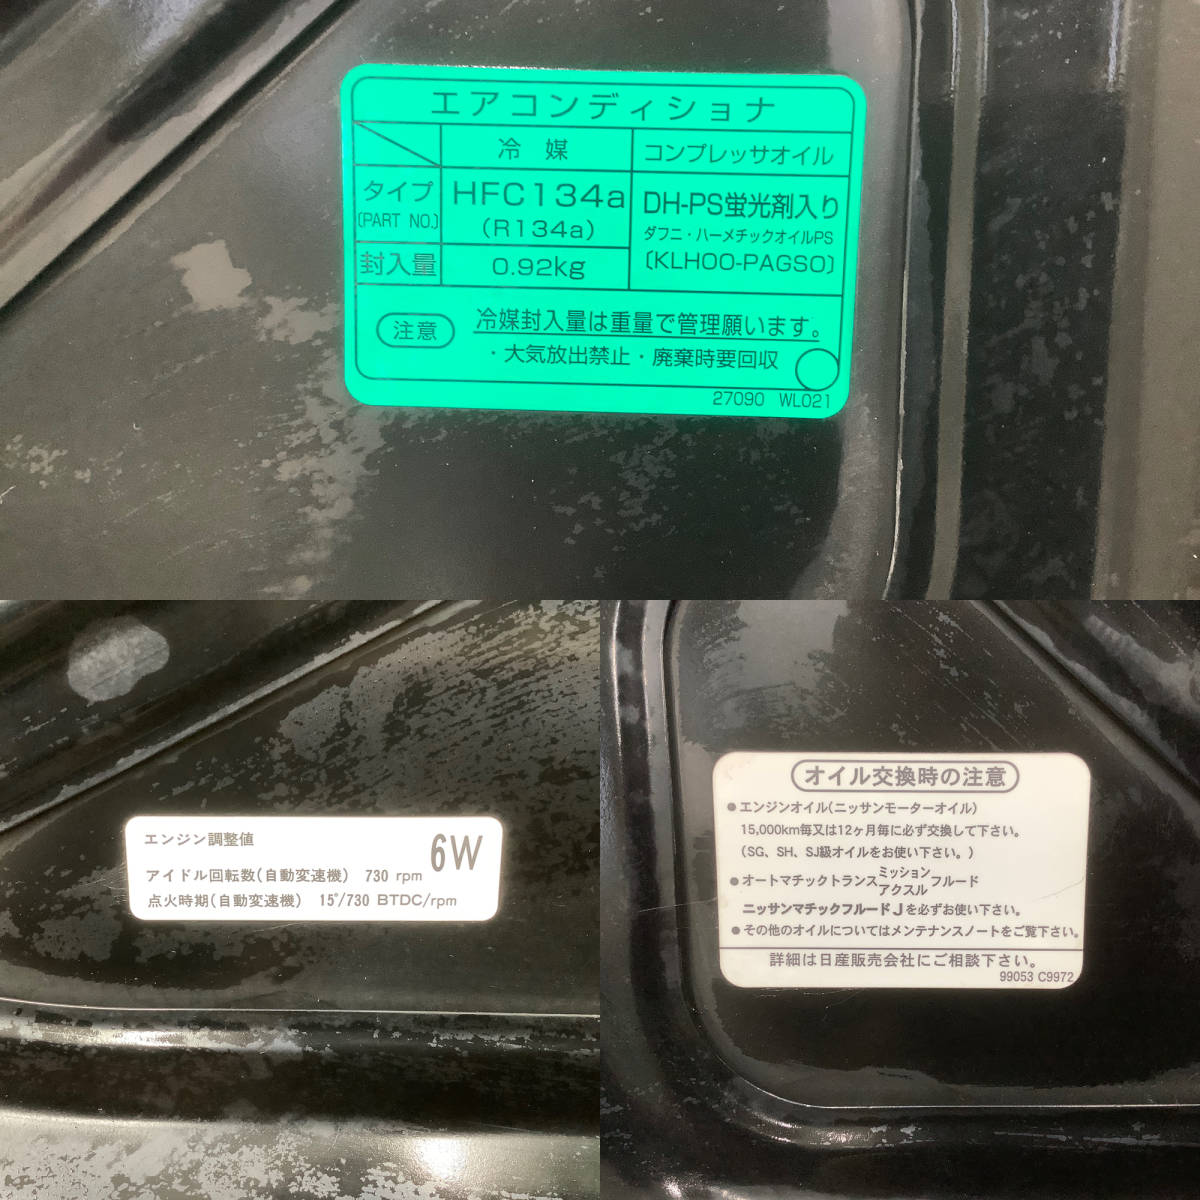 エアコンディショナ
冷媒 コンプレッサオイル
タイプ HFC134a DH-PS蛍光剤入り
(PART NO.) (R134a) ダフニ・ハーメチックオイルPS
封入量 0.92kg (KLH00-PAGS0)
注意 冷媒封入量は重量で管理願います。
・大気放出禁止・廃棄時要回収
27090 WL021
エンジン調整値 6W
アイドル回転数(自動変速機) 730 rpm
点火時期(自動変速機) 15°/730 BTDC/rpm
オイル交換時の注意
●エンジンオイル(ニッサンモーターオイル)
15,000km毎又は12ヶ月毎に必ず交換して下さい。
(SG、SH、SJ級オイルをお使い下さい。)
●オートマチックトランスミッションアクスルフルード
ニッサンマチックフルードJを必ずお使い下さい。
●その他のオイルについてはメンテナンスノートをご覧下さい。
詳細は日産販売会社にご相談下さい。
99053 C9972